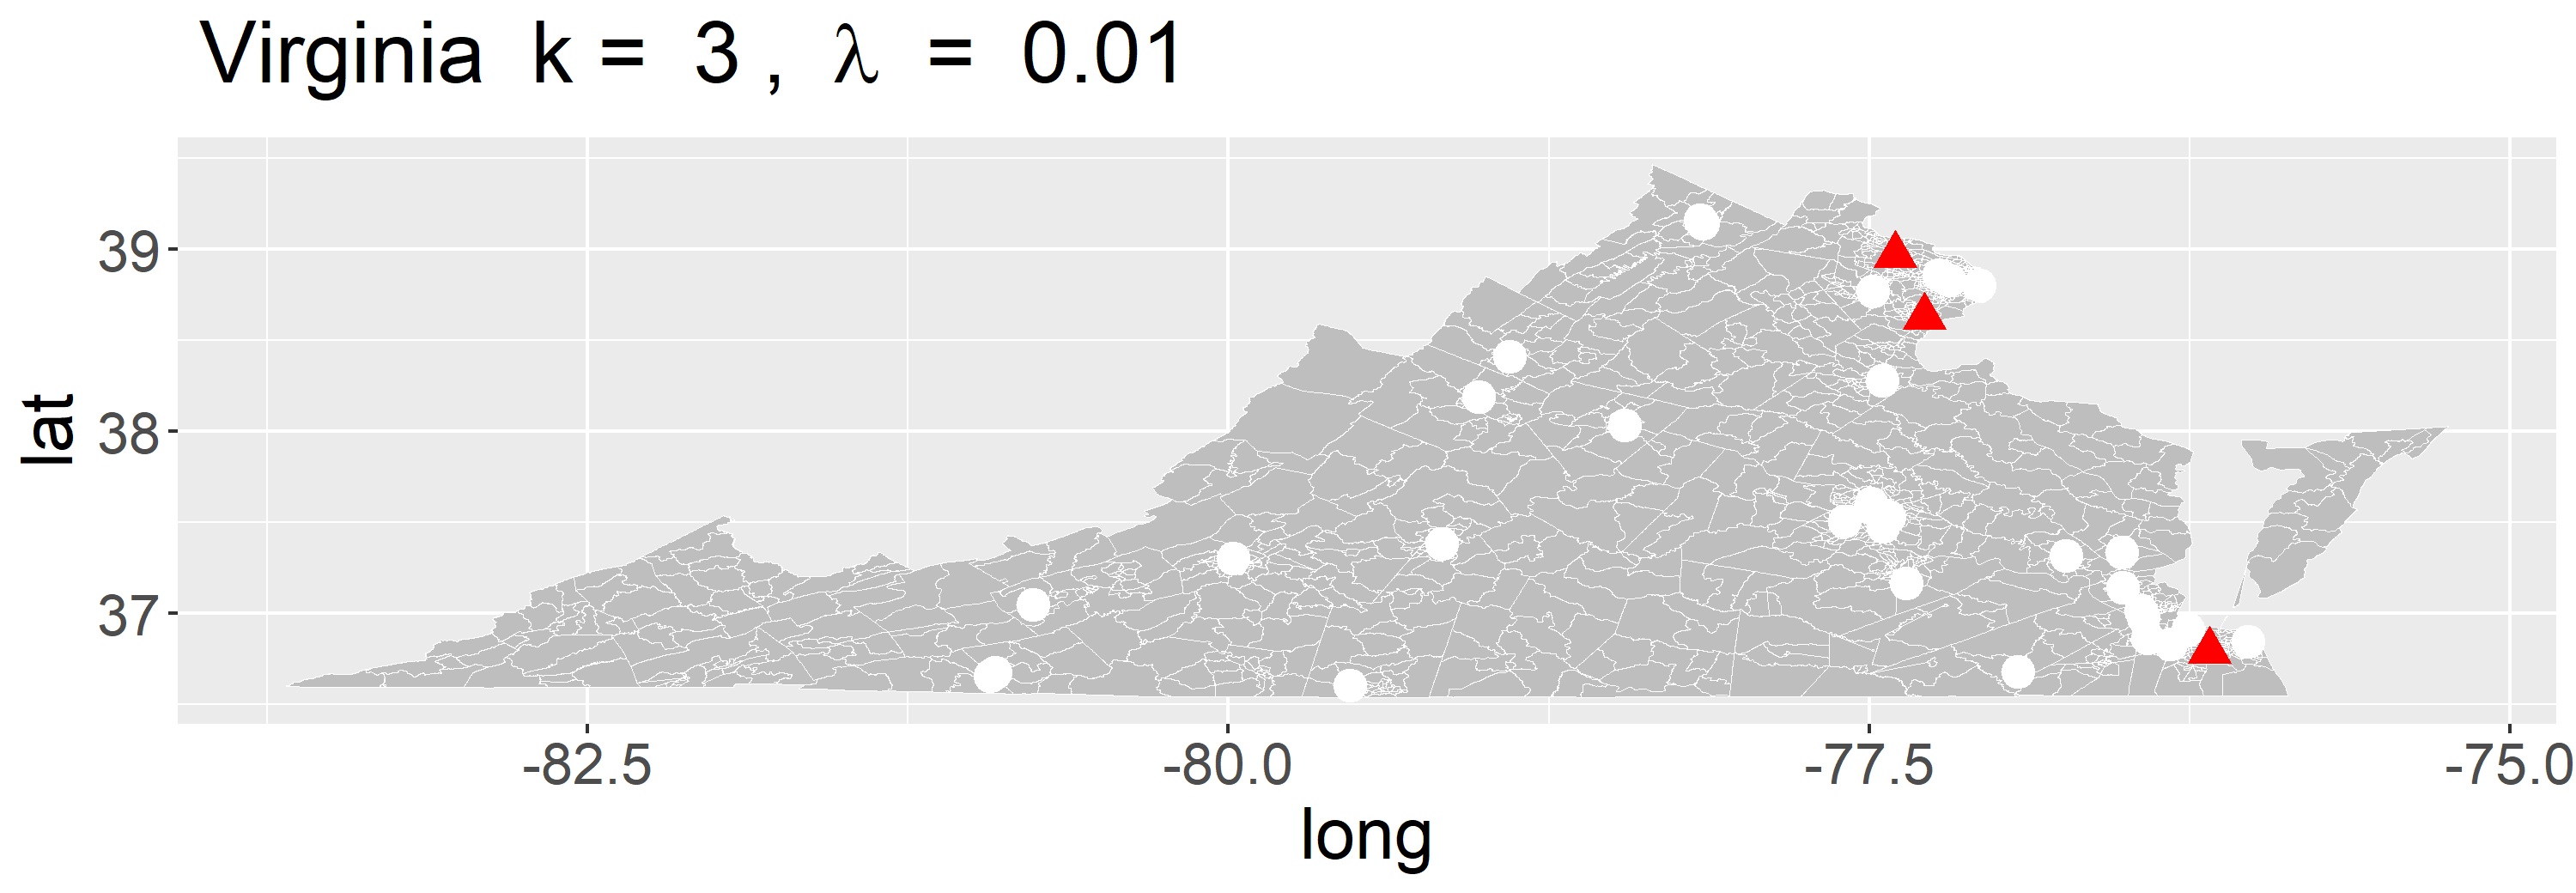 Virginia k = 3 , λ = 0.01
39
38
37
lat
-82.5 -80.0 -77.5 -75.0
long